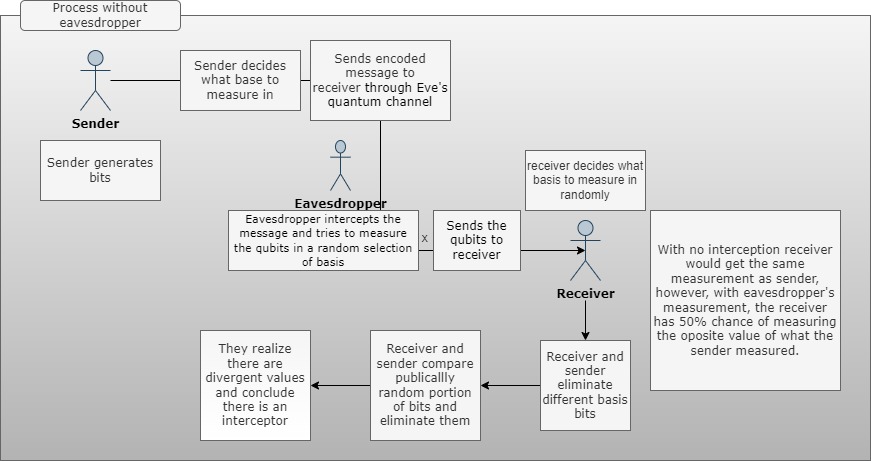 Process without
eavesdropper
Sender decides
what base to
measure in
Sends encoded
message to
receiver through Eve's
quantum channel
Sender
Sender generates
bits
Eavesdropper
Eavesdropper intercepts the
message and tries to measure
the qubits in a random selection
of basis
x
Sends the
qubits to
receiver
receiver decides what
basis to measure in
randomly
Receiver
With no interception receiver
would get the same
measurement as sender,
however, with eavesdropper's
measurement, the receiver
has 50% chance of measuring
the oposite value of what the
sender measured.
They realize
there are
divergent values
and conclude
there is an
interceptor
Receiver and
sender compare
publicallly
random portion
of bits and
eliminate them
Receiver and
sender
eliminate
different basis
bits